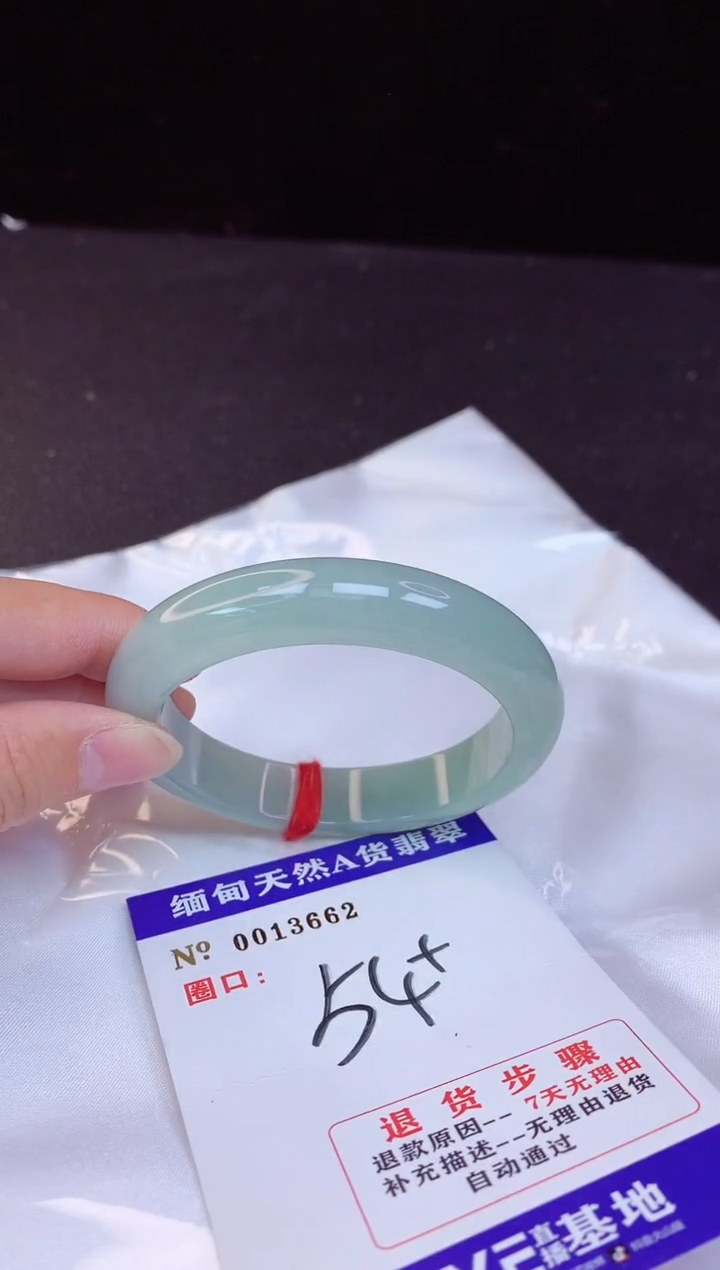 缅甸天然A货翡翠
Nº 0013662
圈口：
54+
退货步骤
退款原因--7天无理由
补充描述--无理由退货
自动通过
直播基地